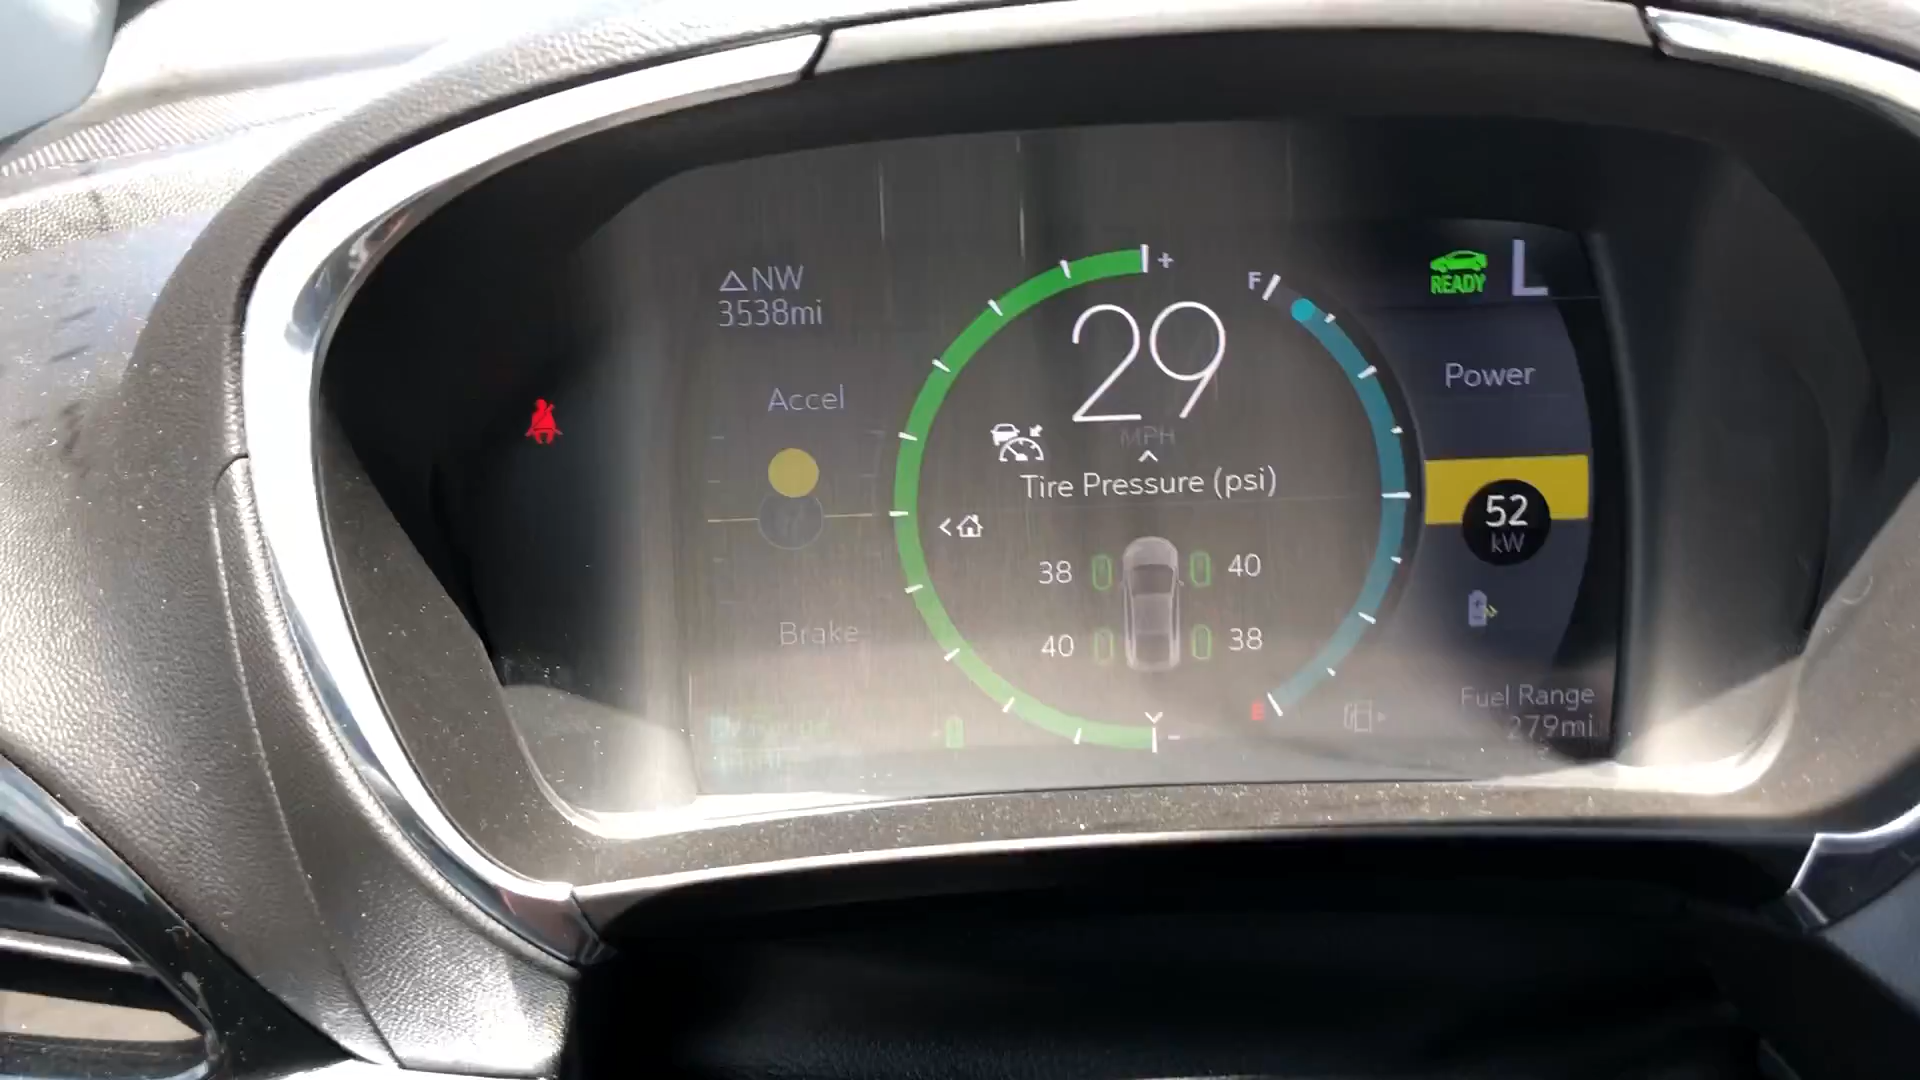 NW
3538mi
Accel
Brake
+
29
MPH
Tire Pressure (psi)
38
40
40
38
-
F
E
READY
L
Power
52
kW
Fuel Range
279mi